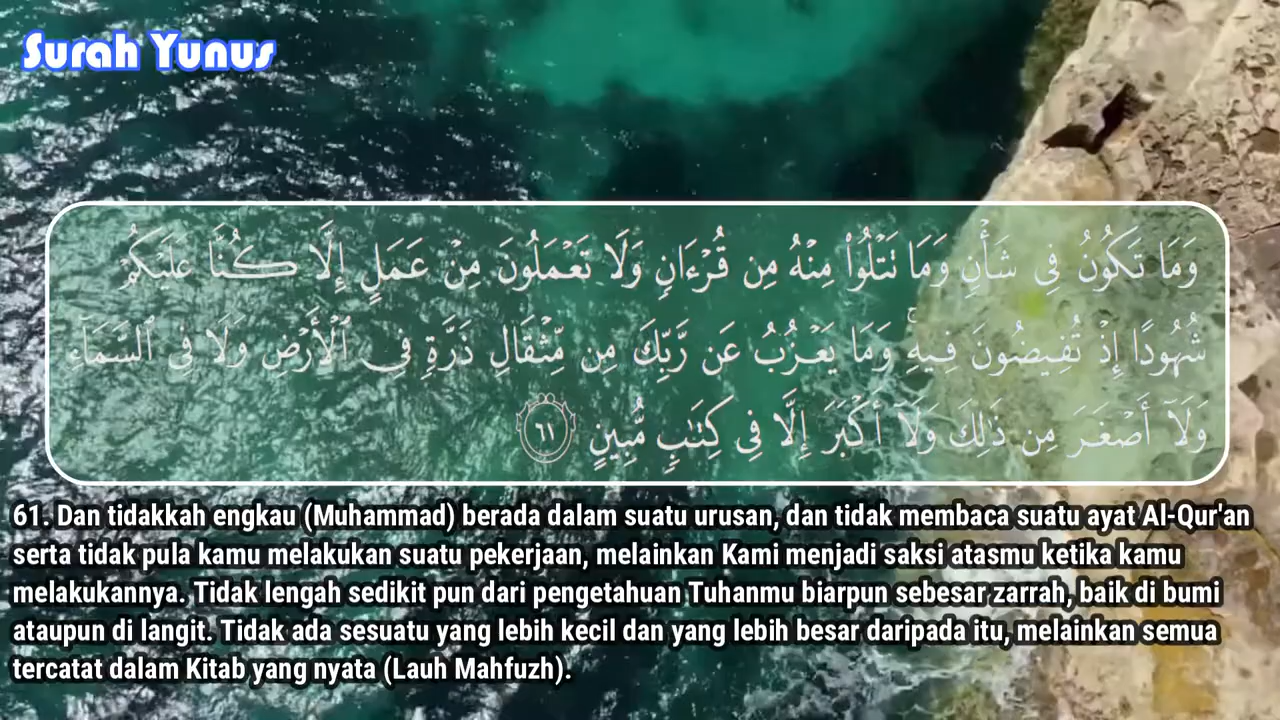 Surah Yunus
وَمَا تَكُونُ فِى شَأْنٍ وَمَا تَتْلُوا۟ مِنْهُ مِن قُرْءَانٍ وَلَا تَعْمَلُونَ مِنْ عَمَلٍ إِلَّا كُنَّا عَلَيْكُمْ
شُهُودًا إِذْ تُفِيضُونَ فِيهِ ۚ وَمَا يَعْزُبُ عَن رَّبِّكَ مِن مِّثْقَالِ ذَرَّةٍ فِى ٱلْأَرْضِ وَلَا فِى ٱلسَّمَآءِ
وَلَآ أَصْغَرَ مِن ذَٰلِكَ وَلَآ أَكْبَرَ إِلَّا فِى كِتَٰبٍ مُّبِينٍ ٦١
61. Dan tidakkah engkau (Muhammad) berada dalam suatu urusan, dan tidak membaca suatu ayat Al-Qur'an
serta tidak pula kamu melakukan suatu pekerjaan, melainkan Kami menjadi saksi atasmu ketika kamu
melakukannya. Tidak lengah sedikit pun dari pengetahuan Tuhanmu biarpun sebesar zarrah, baik di bumi
ataupun di langit. Tidak ada sesuatu yang lebih kecil dan yang lebih besar daripada itu, melainkan semua
tercatat dalam Kitab yang nyata (Lauh Mahfuzh).